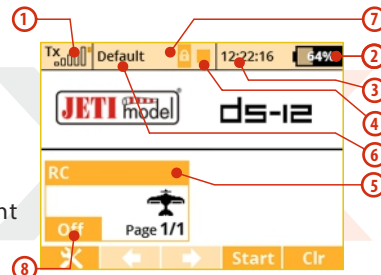 1
7
Tx Default 12:22:16 64%
2
3
4
JETI model ds-12
6
RC
5
nt
Off Page 1/1
Start Clr
8